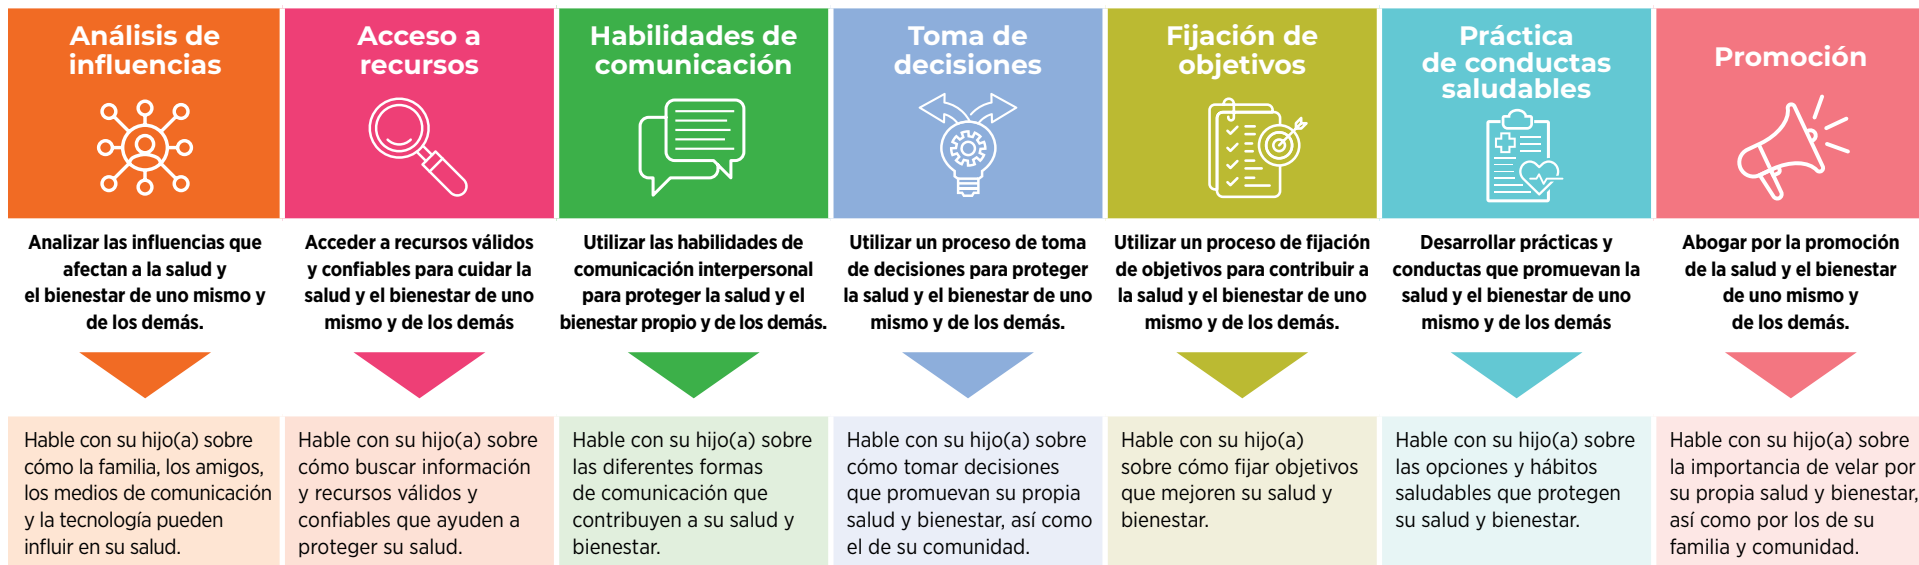 Análisis de
influencias
Analizar las influencias que
afectan a la salud y
el bienestar de uno mismo y
de los demás.
Hable con su hijo(a) sobre
cómo la familia, los amigos,
los medios de comunicación
y la tecnología pueden
influir en su salud.
Acceso a
recursos
Acceder a recursos válidos
y confiables para cuidar la
salud y el bienestar de uno
mismo y de los demás
Hable con su hijo(a) sobre
cómo buscar información
y recursos válidos y
confiables que ayuden a
proteger su salud.
Habilidades de
comunicación
Utilizar las habilidades de
comunicación interpersonal
para proteger la salud y el
bienestar propio y de los demás.
Hable con su hijo(a) sobre
las diferentes formas
de comunicación que
contribuyen a su salud y
bienestar.
Toma de
decisiones
Utilizar un proceso de toma
de decisiones para proteger
la salud y el bienestar de uno
mismo y de los demás.
Hable con su hijo(a) sobre
cómo tomar decisiones
que promuevan su propia
salud y bienestar, así como
el de su comunidad.
Fijación de
objetivos
Utilizar un proceso de fijación
de objetivos para contribuir a
la salud y el bienestar de uno
mismo y de los demás.
Hable con su hijo(a)
sobre cómo fijar objetivos
que mejoren su salud y
bienestar.
Práctica
de conductas
saludables
Desarrollar prácticas y
conductas que promuevan la
salud y el bienestar de uno
mismo y de los demás
Hable con su hijo(a) sobre
las opciones y hábitos
saludables que protegen
su salud y bienestar.
Promoción
Abogar por la promoción
de la salud y el bienestar
de uno mismo y
de los demás.
Hable con su hijo(a) sobre
la importancia de velar por
su propia salud y bienestar,
así como por los de su
familia y comunidad.